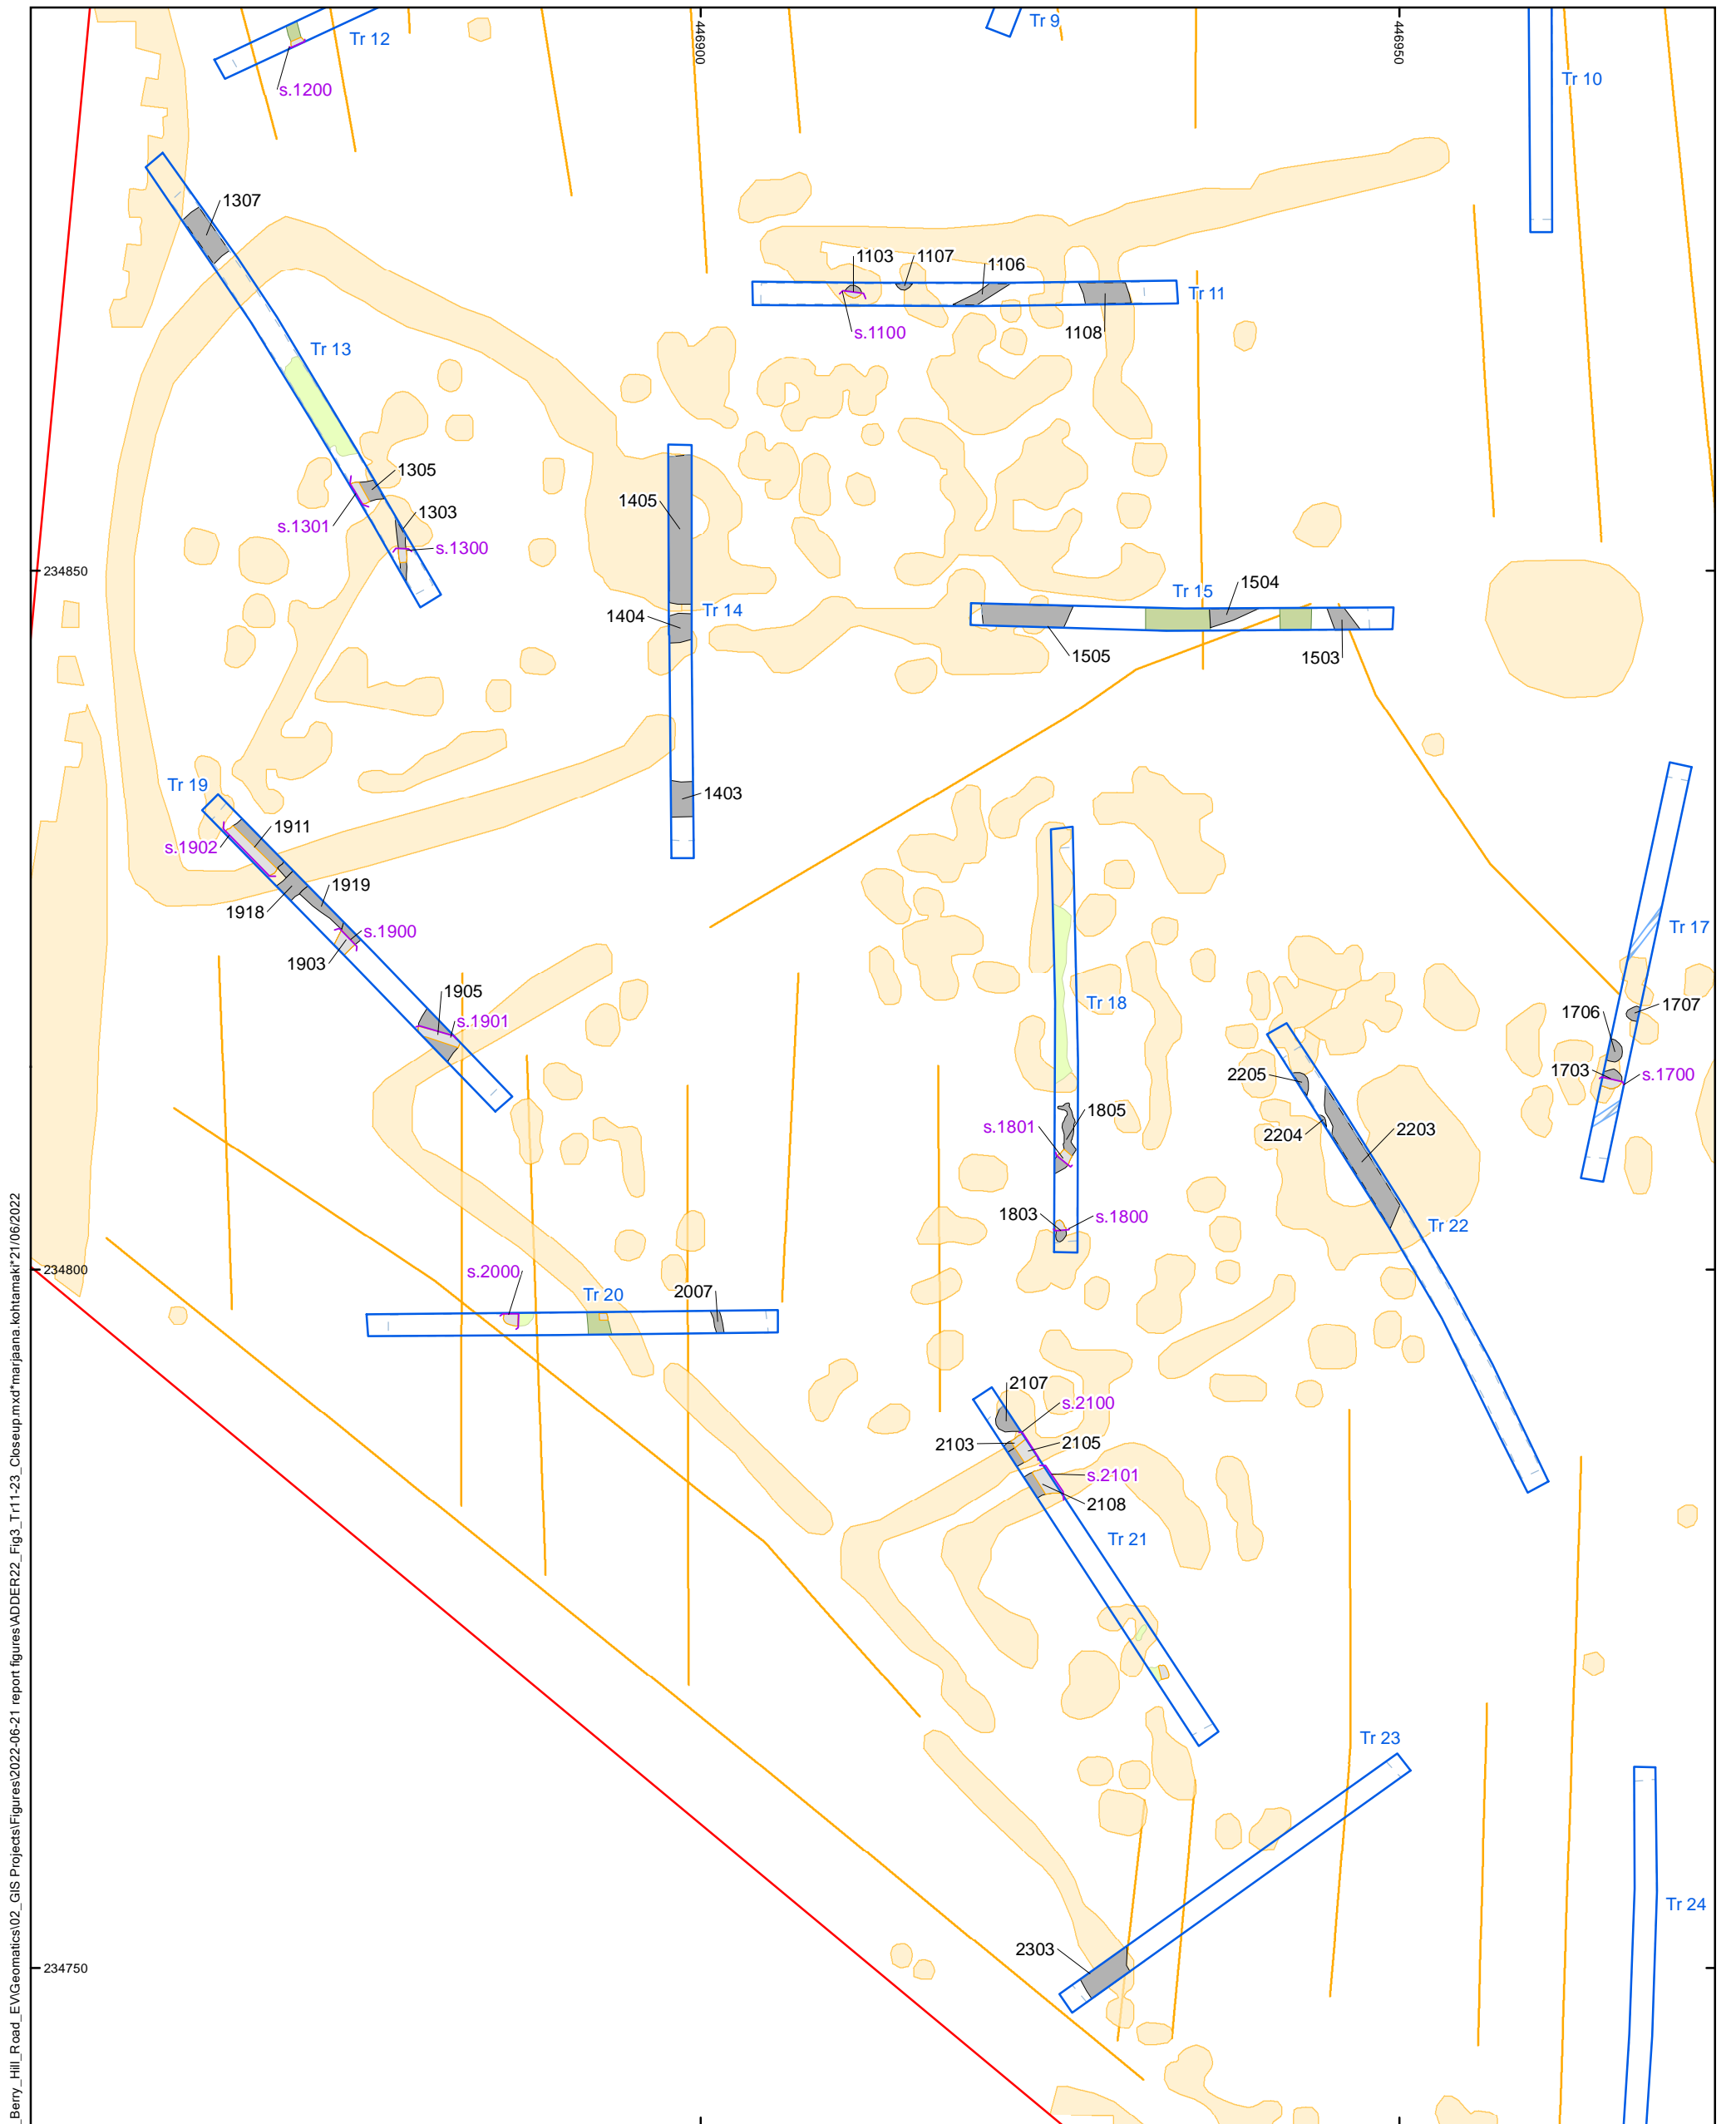 446900
446950
Tr 9
Tr 12
Tr 10
s.1200
1307
1103
1107
1106
Tr 11
s.1100
1108
Tr 13
1305
1405
1303
s.1301
s.1300
234850
1504
Tr 15
1404
Tr 14
1505
1503
Tr 19
1403
1911
s.1902
1919
1918
s.1900
Tr 17
1903
1905
Tr 18
1707
1706
s.1901
1703
s.1700
2205
1805
s.1801
2203
2204
1803
s.1800
Tr 22
234800
s.2000
2007
Tr 20
2107
s.2100
2103
2105
s.2101
2108
Tr 21
Tr 23
Tr 24
2303
234750
_Berry_Hill_Road_EV\Geomatics\02_GIS Projects\Figures\2022-06-21 report figures\ADDER22_Fig3_Tr11-23_Closeup.mxd*marjaana.kohtamaki*21/06/2022